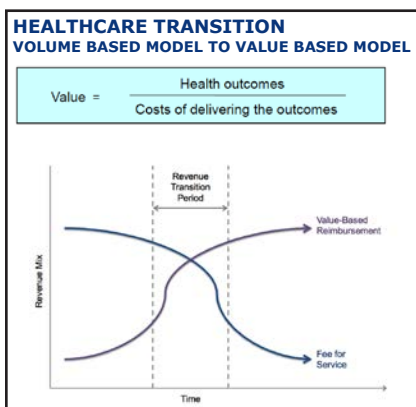 HEALTHCARE TRANSITION
VOLUME BASED MODEL TO VALUE BASED MODEL
Value =
Health outcomes
Costs of delivering the outcomes
Revenue
Transition
Period
Value-Based
Reimbursement
Revenue Mix
Fee for
Service
Time